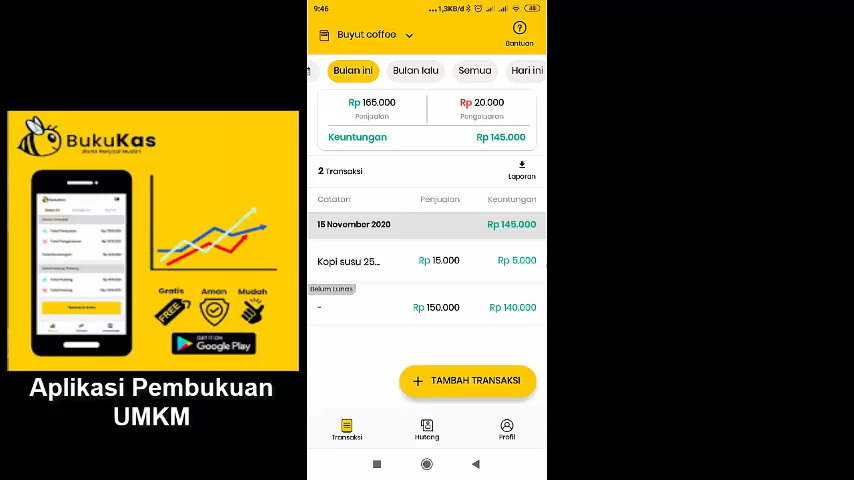 9:46
...1,3KB/d
48
Buyut coffee
Bantuan
Bulan ini
Bulan lalu
Semua
Hari ini
Rp 165.000
Rp 20.000
Penjualan
Pengeluaran
Keuntungan
Rp 145.000
2 Transaksi
Laporan
Catatan
Penjualan
Keuntungan
15 November 2020
Rp 145.000
Kopi susu 25...
Rp 15.000
Rp 5.000
Belum Lunas
-
Rp 150.000
Rp 140.000
+ TAMBAH TRANSAKSI
Transaksi
Hutang
Profil
BukuKas
Gratis
Aman
Mudah
FREE
GET IT ON
Google Play
Aplikasi Pembukuan
UMKM